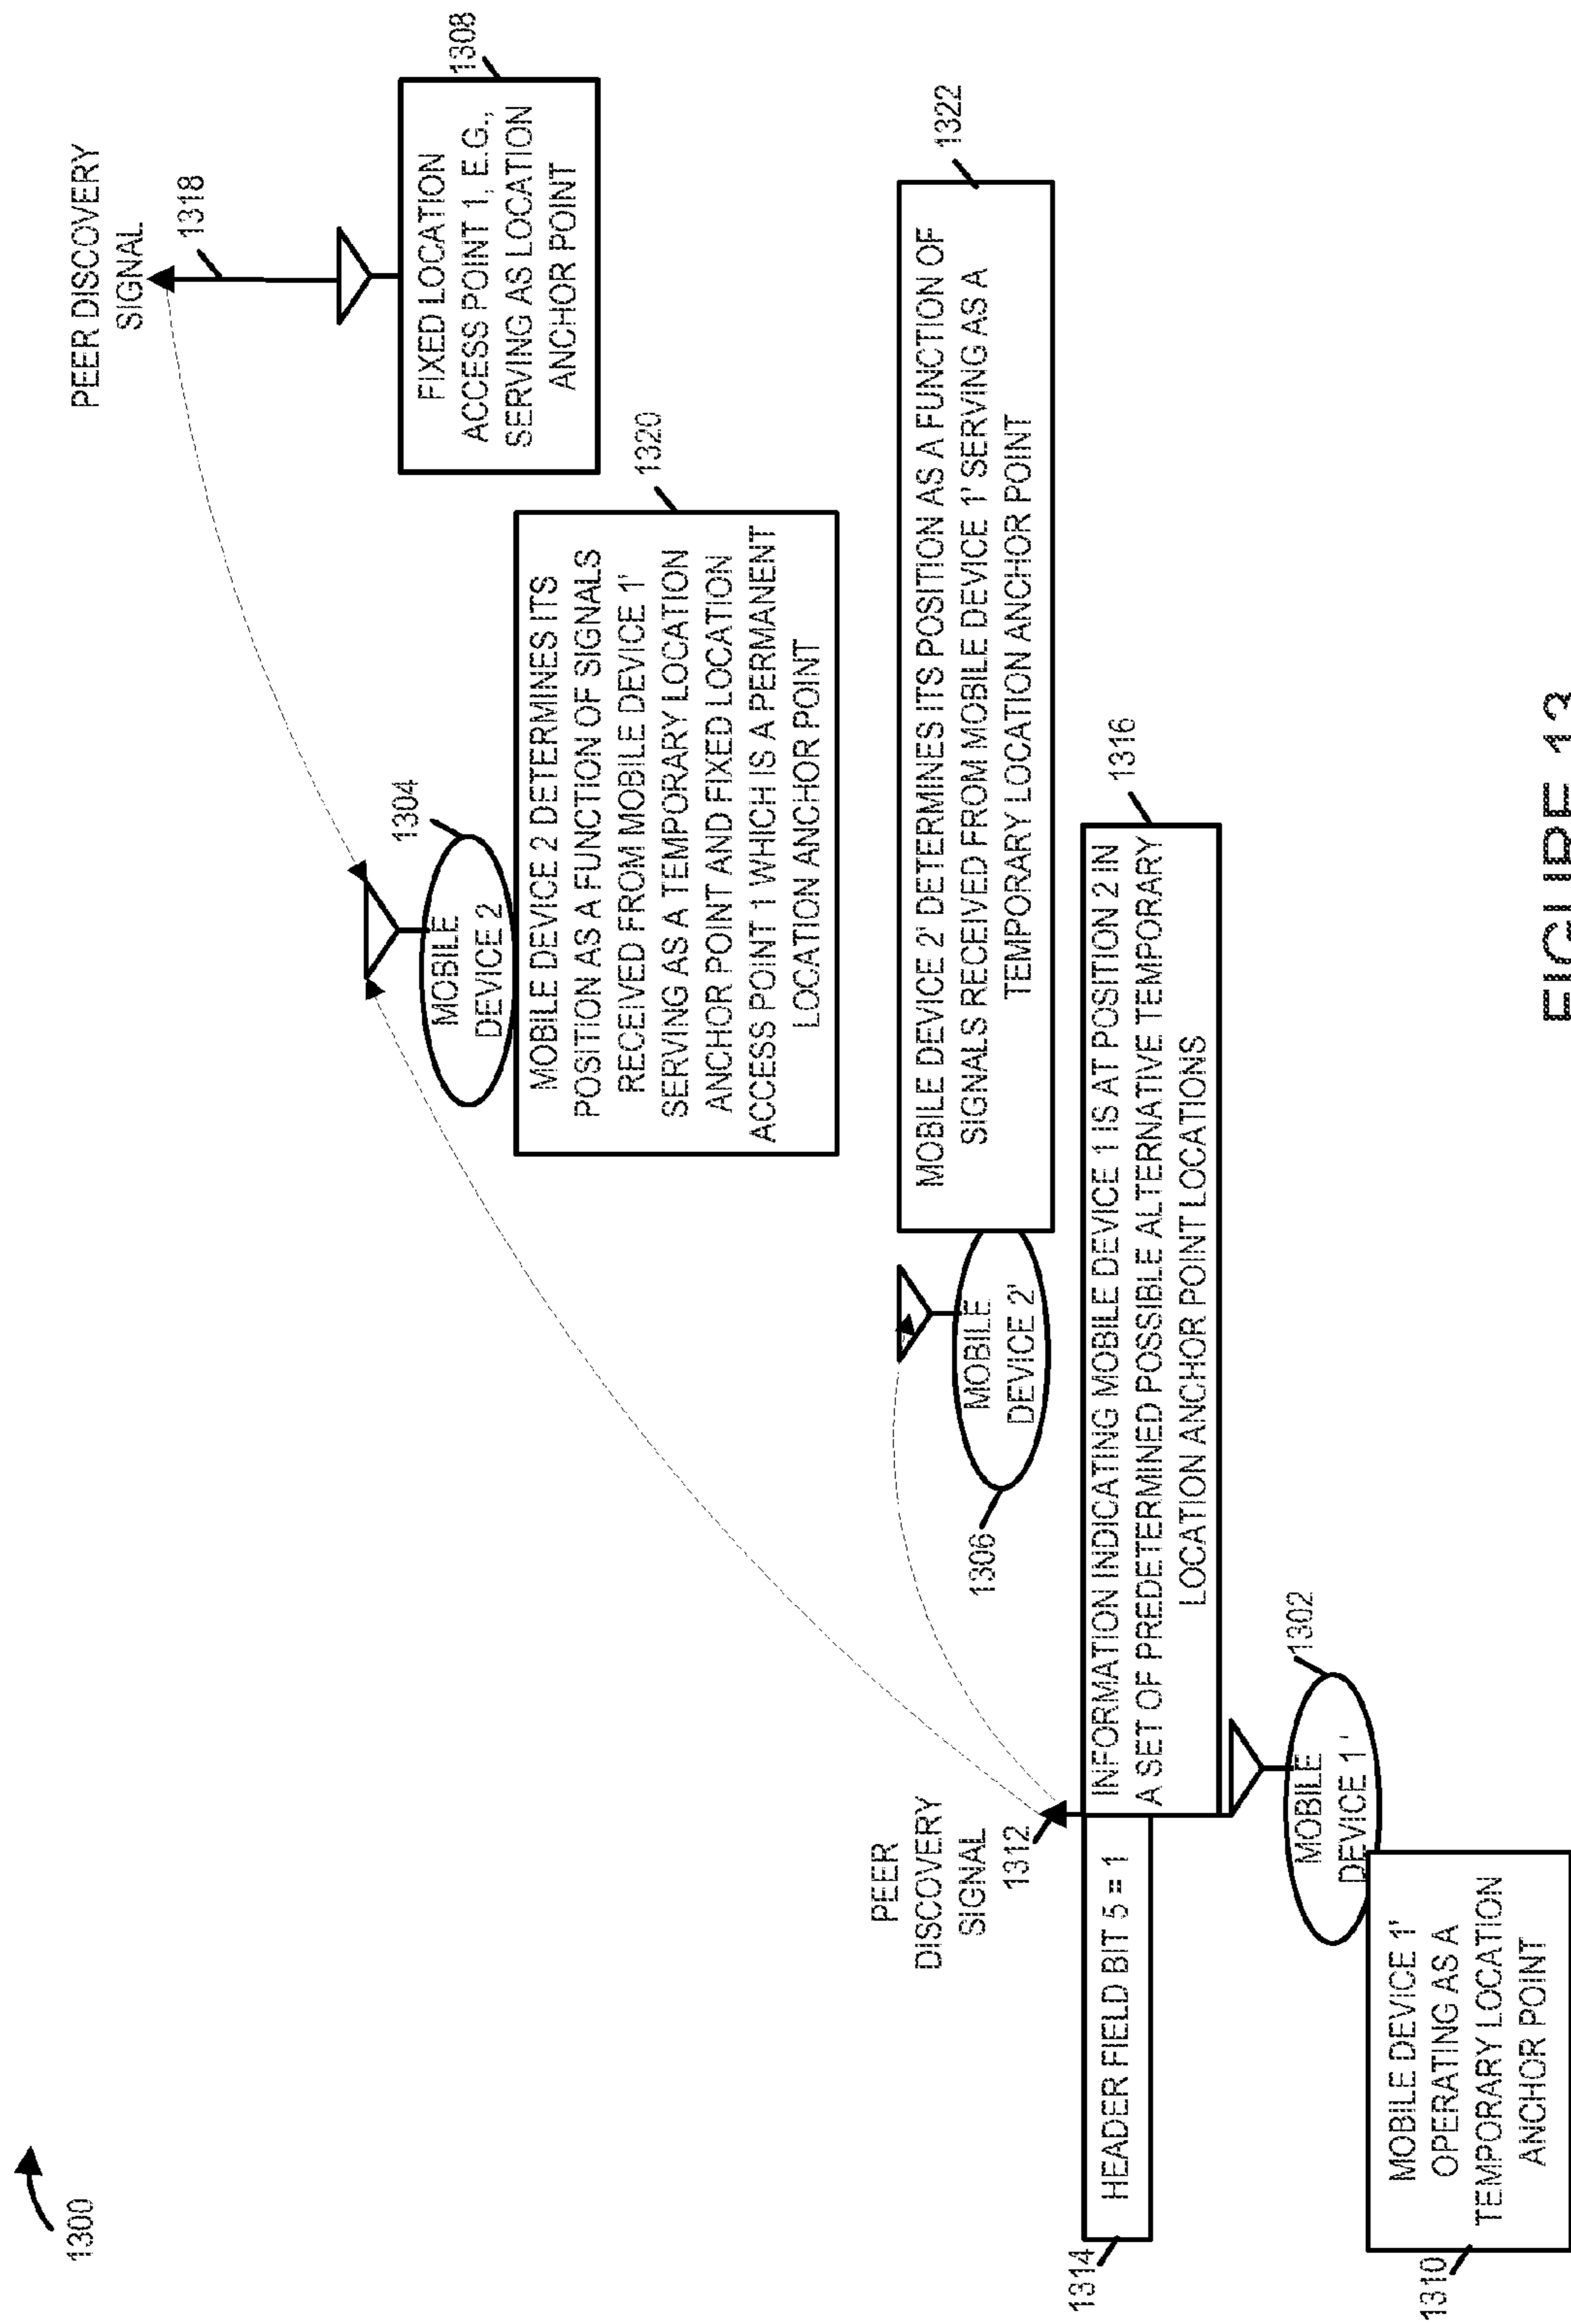 1300
PEER DISCOVERY
SIGNAL
1318
1308
FIXED LOCATION
ACCESS POINT 1, E.G.,
SERVING AS LOCATION
ANCHOR POINT
1304
MOBILE
DEVICE 2
1320
MOBILE DEVICE 2 DETERMINES ITS
POSITION AS A FUNCTION OF SIGNALS
RECEIVED FROM MOBILE DEVICE 1'
SERVING AS A TEMPORARY LOCATION
ANCHOR POINT AND FIXED LOCATION
ACCESS POINT 1 WHICH IS A PERMANENT
LOCATION ANCHOR POINT
1322
MOBILE DEVICE 2' DETERMINES ITS POSITION AS A FUNCTION OF
SIGNALS RECEIVED FROM MOBILE DEVICE 1' SERVING AS A
TEMPORARY LOCATION ANCHOR POINT
MOBILE
DEVICE 2'
1306
PEER
DISCOVERY
SIGNAL
1312
1316
HEADER FIELD BIT 5 = 1
1314
INFORMATION INDICATING MOBILE DEVICE 1 IS AT POSITION 2 IN
A SET OF PREDETERMINED POSSIBLE ALTERNATIVE TEMPORARY
LOCATION ANCHOR POINT LOCATIONS
1302
MOBILE
DEVICE 1'
MOBILE DEVICE 1'
OPERATING AS A
TEMPORARY LOCATION
ANCHOR POINT
1310
FIGURE 13